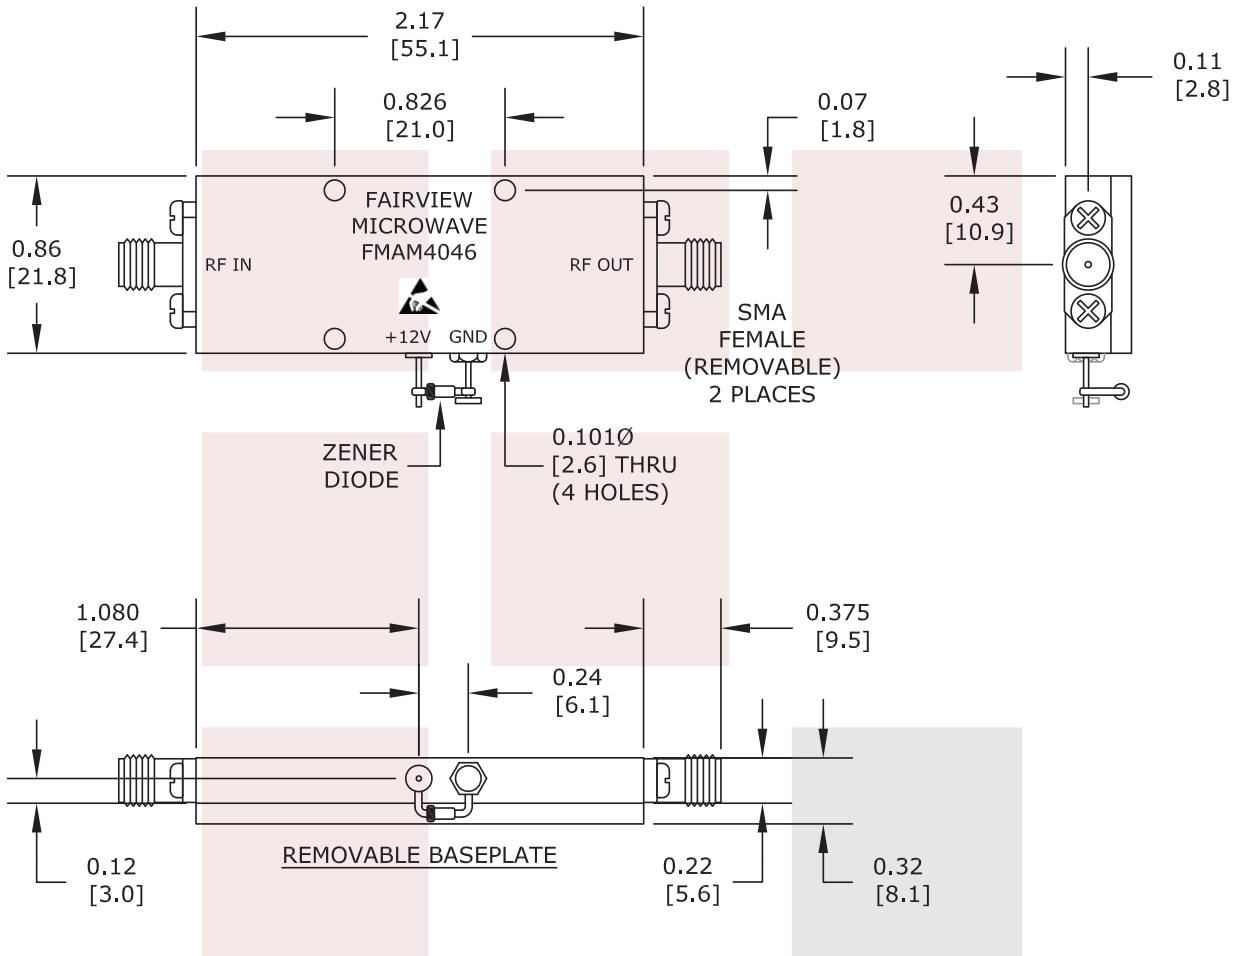 2.17
[55.1]
0.826
[21.0]
0.07
[1.8]
0.11
[2.8]
0.86
[21.8]
0.43
[10.9]
FAIRVIEW
MICROWAVE
FMAM4046
RF IN
RF OUT
+12V GND
SMA
FEMALE
(REMOVABLE)
2 PLACES
ZENER
DIODE
0.101Ø
[2.6] THRU
(4 HOLES)
1.080
[27.4]
0.375
[9.5]
0.24
[6.1]
REMOVABLE BASEPLATE
0.12
[3.0]
0.22
[5.6]
0.32
[8.1]